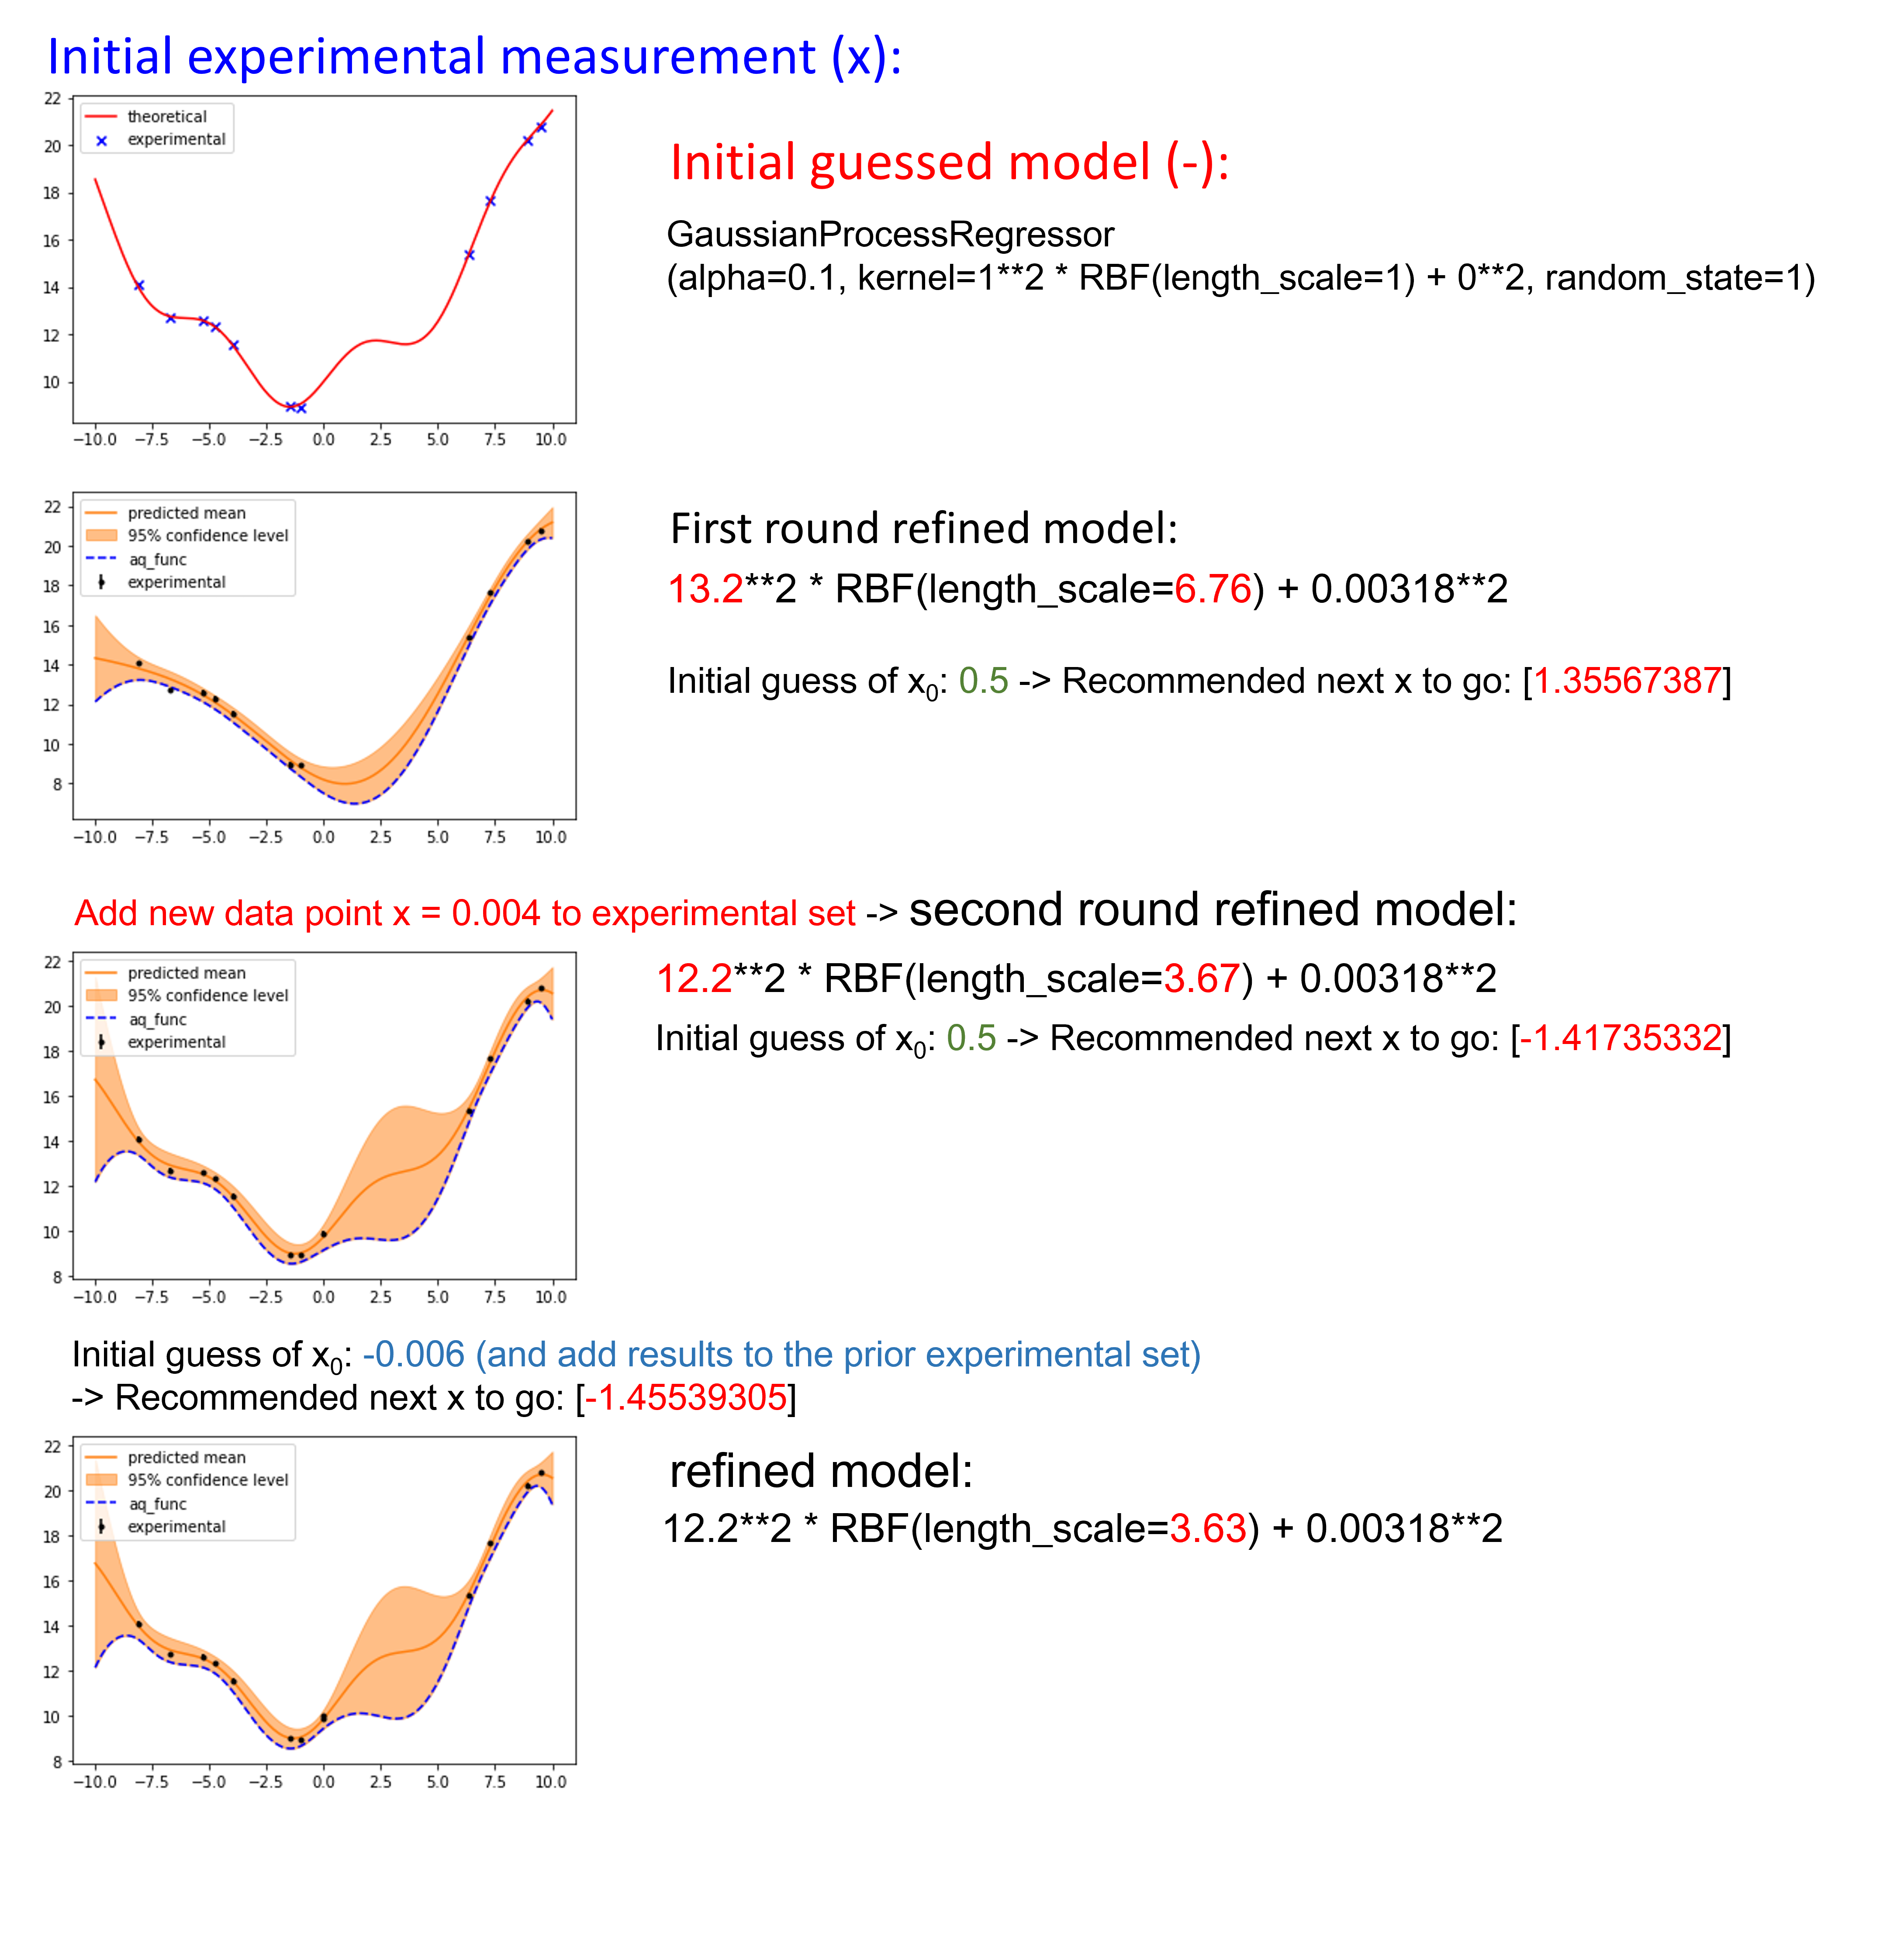 Initial experimental measurement (x):
22
20
18
16
14
12
10
theoretical
experimental
−10.0 −7.5 −5.0 −2.5 0.0 2.5 5.0 7.5 10.0
Initial guessed model (-):
GaussianProcessRegressor
(alpha=0.1, kernel=1**2 * RBF(length_scale=1) + 0**2, random_state=1)
22
20
18
16
14
12
10
8
predicted mean
95% confidence level
aq_func
experimental
−10.0 −7.5 −5.0 −2.5 0.0 2.5 5.0 7.5 10.0
First round refined model:
13.2**2 * RBF(length_scale=6.76) + 0.00318**2
Initial guess of x0: 0.5 -> Recommended next x to go: [1.35567387]
Add new data point x = 0.004 to experimental set -> second round refined model:
22
20
18
16
14
12
10
8
predicted mean
95% confidence level
aq_func
experimental
−10.0 −7.5 −5.0 −2.5 0.0 2.5 5.0 7.5 10.0
12.2**2 * RBF(length_scale=3.67) + 0.00318**2
Initial guess of x0: 0.5 -> Recommended next x to go: [-1.41735332]
Initial guess of x0: -0.006 (and add results to the prior experimental set)
-> Recommended next x to go: [-1.45539305]
22
20
18
16
14
12
10
8
predicted mean
95% confidence level
aq_func
experimental
−10.0 −7.5 −5.0 −2.5 0.0 2.5 5.0 7.5 10.0
refined model:
12.2**2 * RBF(length_scale=3.63) + 0.00318**2